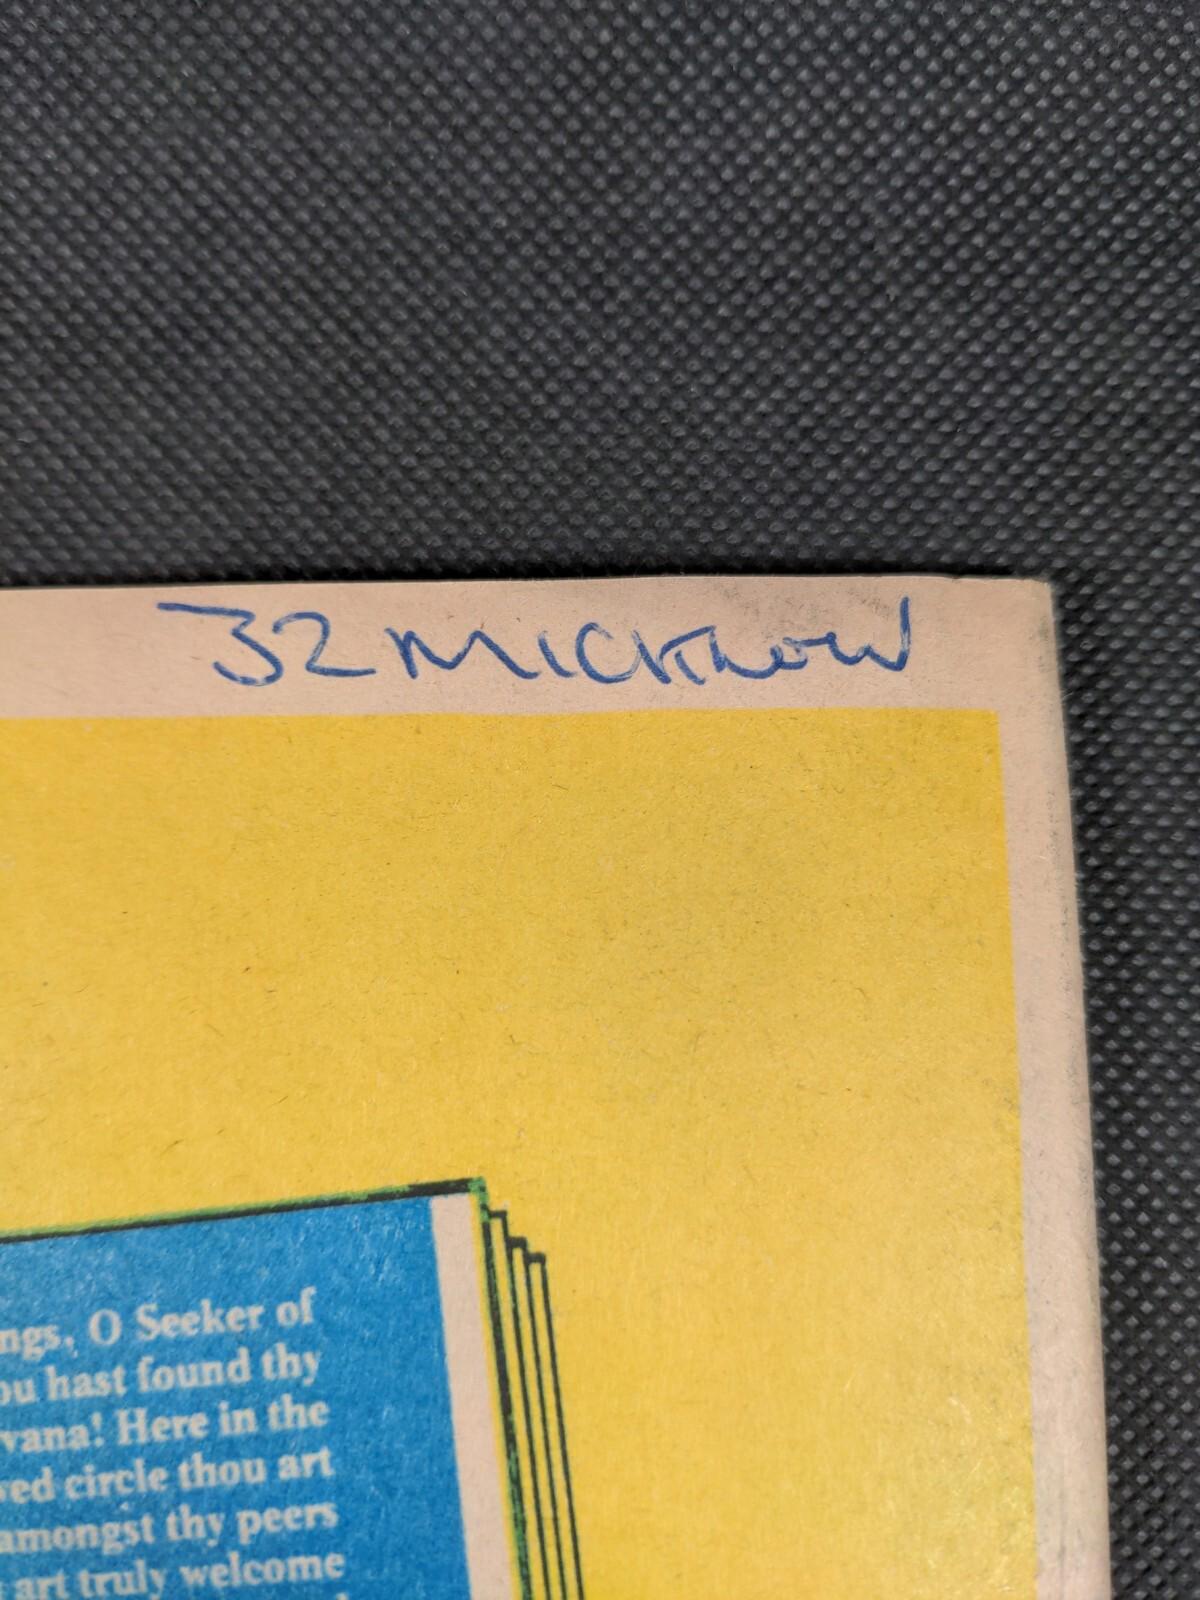 32 Micklow
ngs, O Seeker of
ou hast found thy
vana! Here in the
ved circle thou art
amongst thy peers
art truly welcome